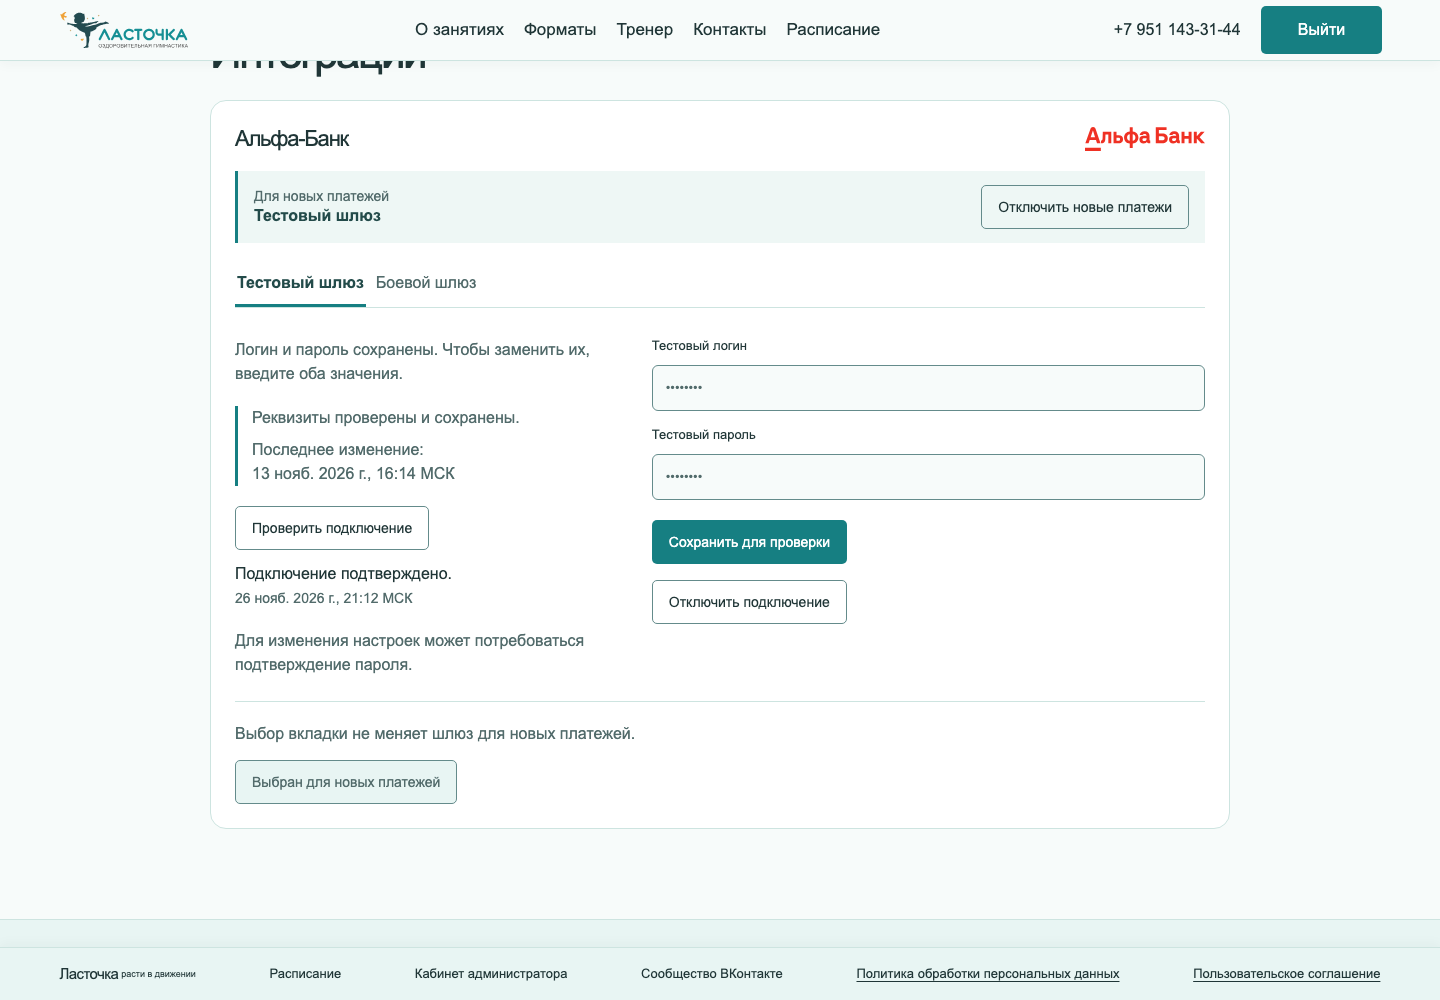 ЛАСТОЧКА
ОЗДОРОВИТЕЛЬНАЯ ГИМНАСТИКА
О занятиях
Форматы
Тренер
Контакты
Расписание
+7 951 143-31-44
Выйти
Интеграции
Альфа-Банк
Альфа Банк
Для новых платежей
Тестовый шлюз
Отключить новые платежи
Тестовый шлюз
Боевой шлюз
Логин и пароль сохранены. Чтобы заменить их,
введите оба значения.
Реквизиты проверены и сохранены.
Последнее изменение:
13 нояб. 2026 г., 16:14 МСК
Проверить подключение
Подключение подтверждено.
26 нояб. 2026 г., 21:12 МСК
Для изменения настроек может потребоваться
подтверждение пароля.
Тестовый логин
••••••••
Тестовый пароль
••••••••
Сохранить для проверки
Отключить подключение
Выбор вкладки не меняет шлюз для новых платежей.
Выбран для новых платежей
Ласточка расти в движении
Расписание
Кабинет администратора
Сообщество ВКонтакте
Политика обработки персональных данных
Пользовательское соглашение